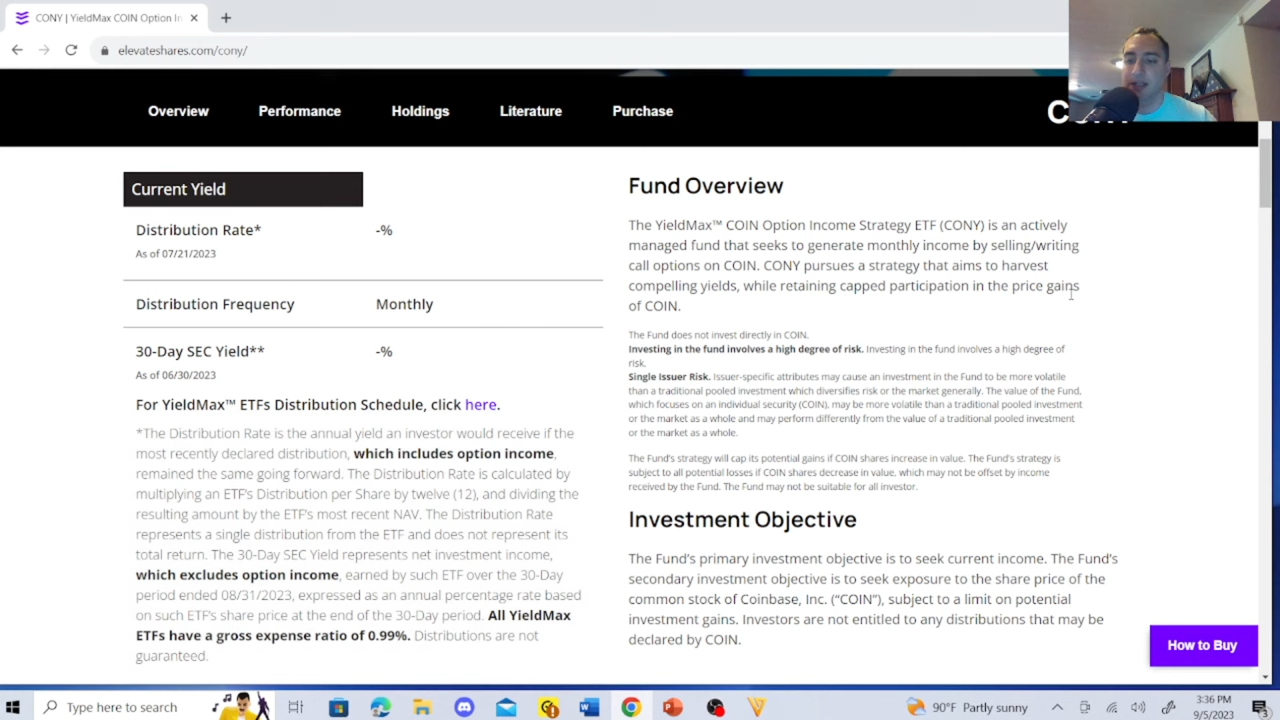 CONY | YieldMax COIN Option In
elevateshares.com/cony/
Overview
Performance
Holdings
Literature
Purchase
Current Yield
Distribution Rate*
-%
As of 07/21/2023
Distribution Frequency
Monthly
30-Day SEC Yield**
-%
As of 06/30/2023
For YieldMax™ ETFs Distribution Schedule, click here.
*The Distribution Rate is the annual yield an investor would receive if the
most recently declared distribution, which includes option income,
remained the same going forward. The Distribution Rate is calculated by
multiplying an ETF's Distribution per Share by twelve (12), and dividing the
resulting amount by the ETF's most recent NAV. The Distribution Rate
represents a single distribution from the ETF and does not represent its
total return. The 30-Day SEC Yield represents net investment income,
which excludes option income, earned by such ETF over the 30-Day
period ended 08/31/2023, expressed as an annual percentage rate based
on such ETF's share price at the end of the 30-Day period. All YieldMax
ETFs have a gross expense ratio of 0.99%. Distributions are not
guaranteed.
Fund Overview
The YieldMax™ COIN Option Income Strategy ETF (CONY) is an actively
managed fund that seeks to generate monthly income by selling/writing
call options on COIN. CONY pursues a strategy that aims to harvest
compelling yields, while retaining capped participation in the price gains
of COIN.
The Fund does not invest directly in COIN.
Investing in the fund involves a high degree of risk. Investing in the fund involves a high degree of
risk.
Single Issuer Risk. Issuer-specific attributes may cause an investment in the Fund to be more volatile
than a traditional pooled investment which diversifies risk or the market generally. The value of the Fund,
which focuses on an individual security (COIN), may be more volatile than a traditional pooled investment
or the market as a whole and may perform differently from the value of a traditional pooled investment
or the market as a whole.
The Fund's strategy will cap its potential gains if COIN shares increase in value. The Fund's strategy is
subject to all potential losses if COIN shares decrease in value, which may not be offset by income
received by the Fund. The Fund may not be suitable for all investor.
Investment Objective
The Fund's primary investment objective is to seek current income. The Fund's
secondary investment objective is to seek exposure to the share price of the
common stock of Coinbase, Inc. ("COIN"), subject to a limit on potential
investment gains. Investors are not entitled to any distributions that may be
declared by COIN.
How to Buy
Type here to search
90°F Partly sunny
3:36 PM
9/5/2023